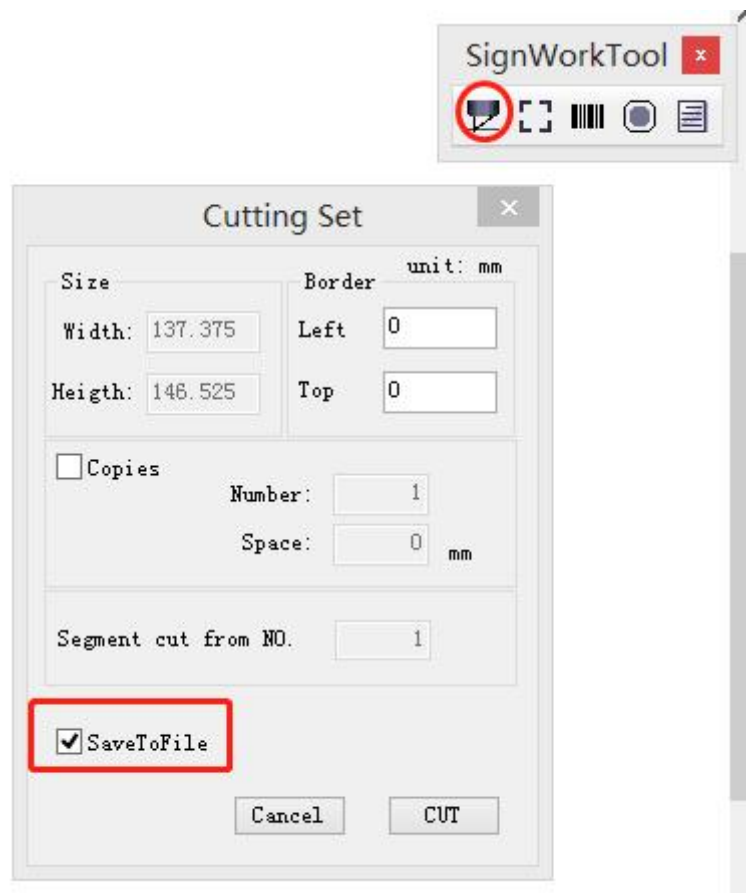 SignWorkTool x
Cutting Set
unit: mm
Size
Border
Width: 137.375
Left 0
Heigth: 146.525
Top 0
Copies
Number: 1
Space: 0 mm
Segment cut from NO. 1
SaveToFile
Cancel CUT